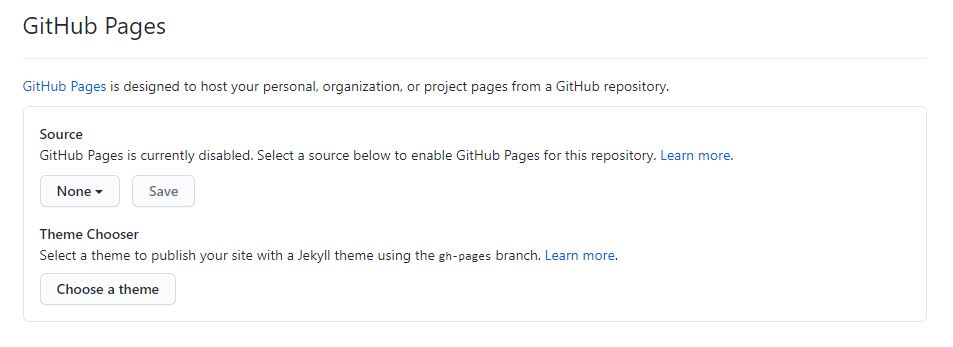 GitHub Pages
GitHub Pages is designed to host your personal, organization, or project pages from a GitHub repository.
Source
GitHub Pages is currently disabled. Select a source below to enable GitHub Pages for this repository. Learn more.
None Save
Theme Chooser
Select a theme to publish your site with a Jekyll theme using the gh-pages branch. Learn more.
Choose a theme